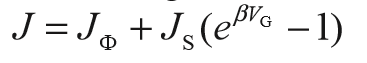 J = J_Φ + J_S (e^{βV_G} − 1)